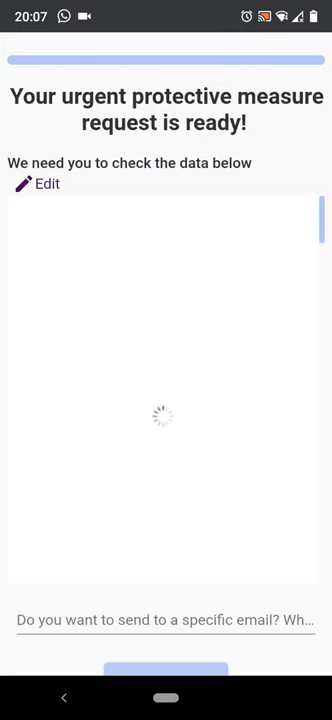 20:07
Your urgent protective measure
request is ready!
We need you to check the data below
Edit
Do you want to send to a specific email? Wh...